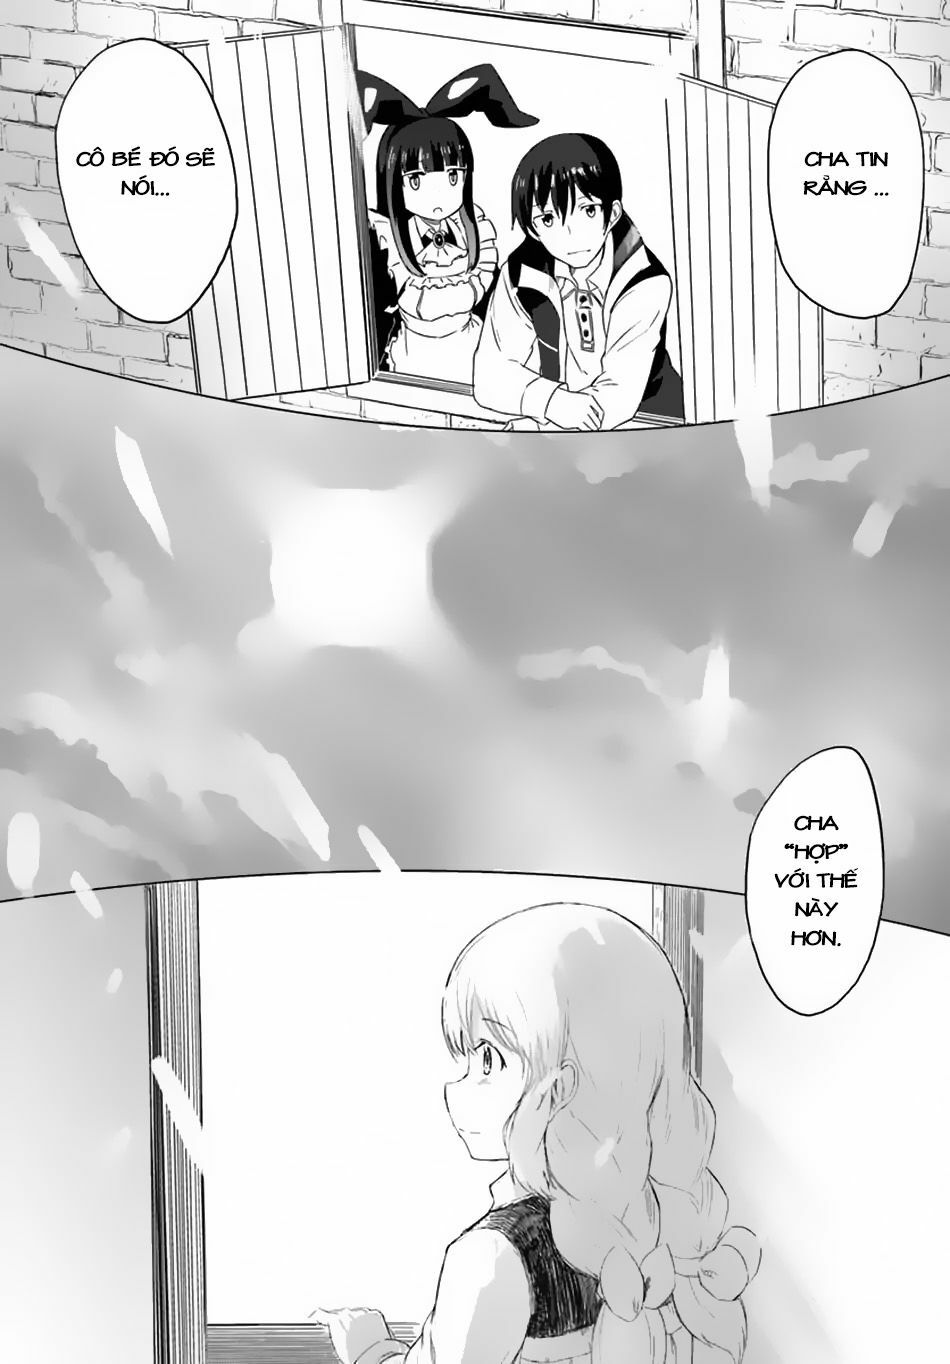 CHA TIN
RẰNG ...
CÔ BÉ ĐÓ SẼ
NÓI...
CHA
“HỢP”
VỚI THẾ
NÀY
HƠN.